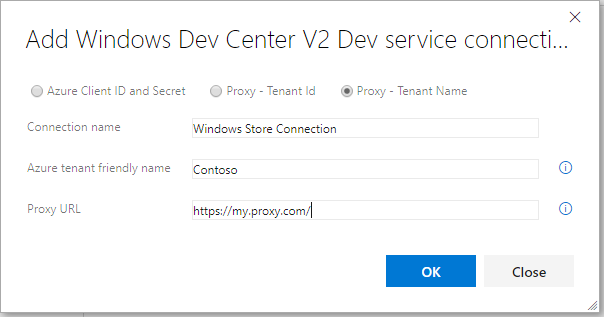 Add Windows Dev Center V2 Dev service connecti...
Azure Client ID and Secret Proxy - Tenant Id Proxy - Tenant Name
Connection name Windows Store Connection
Azure tenant friendly name Contoso
Proxy URL https://my.proxy.com/
OK Close